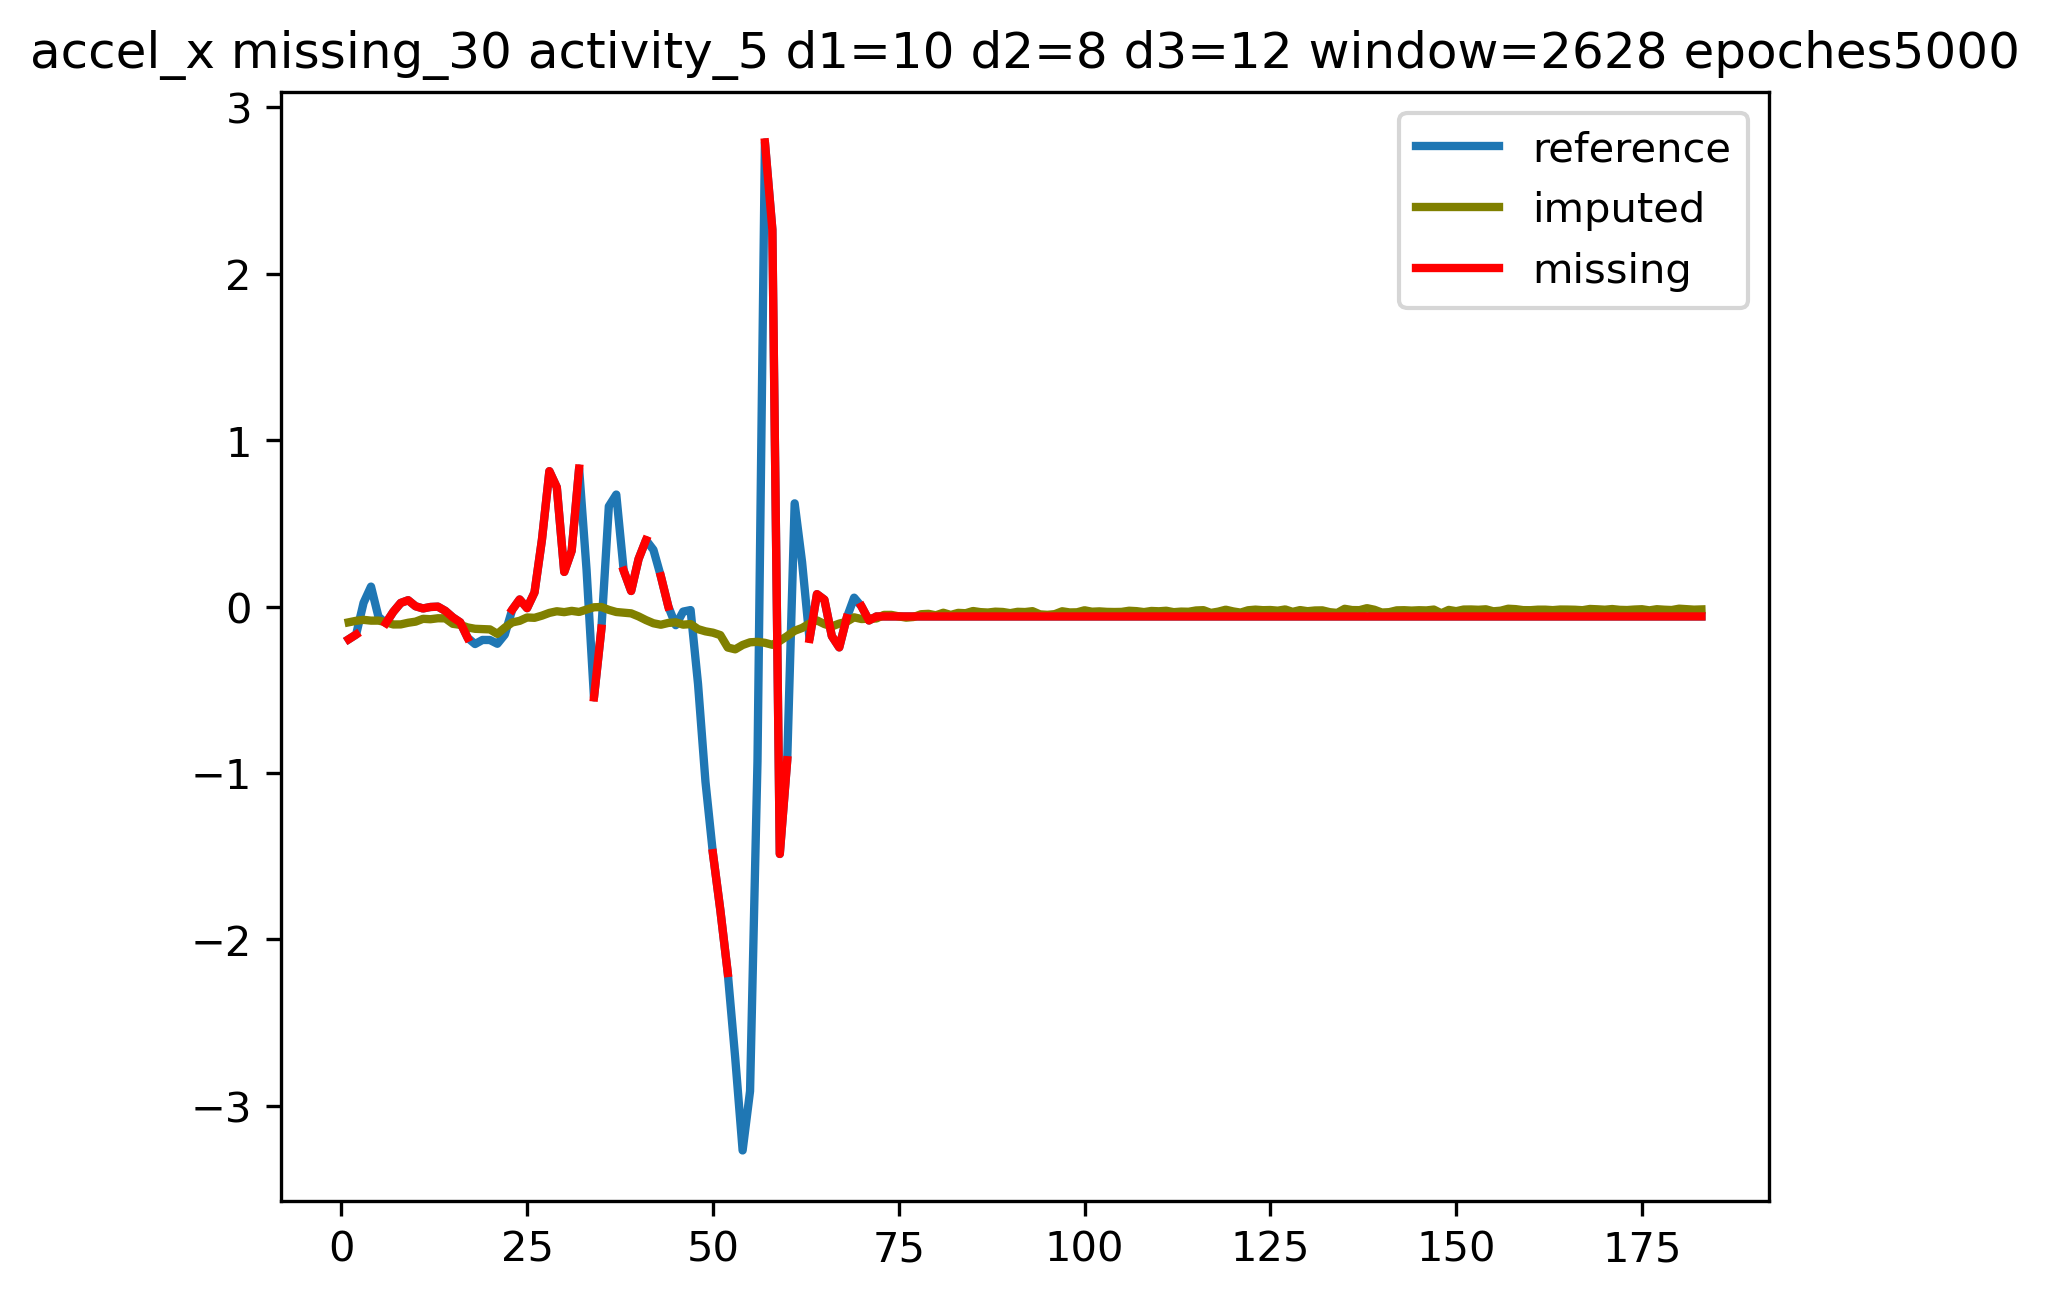 accel_x missing_30 activity_5 d1=10 d2=8 d3=12 window=2628 epoches5000
reference
imputed
missing
3
2
1
0
−1
−2
−3
0 25 50 75 100 125 150 175